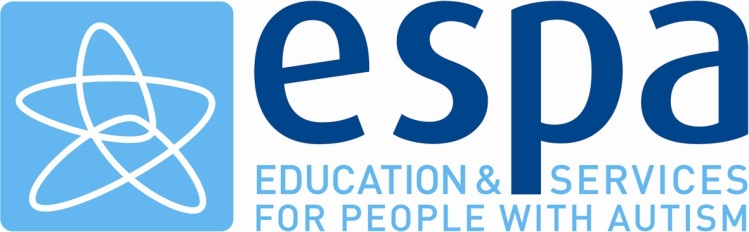 espa
EDUCATION & SERVICES
FOR PEOPLE WITH AUTISM